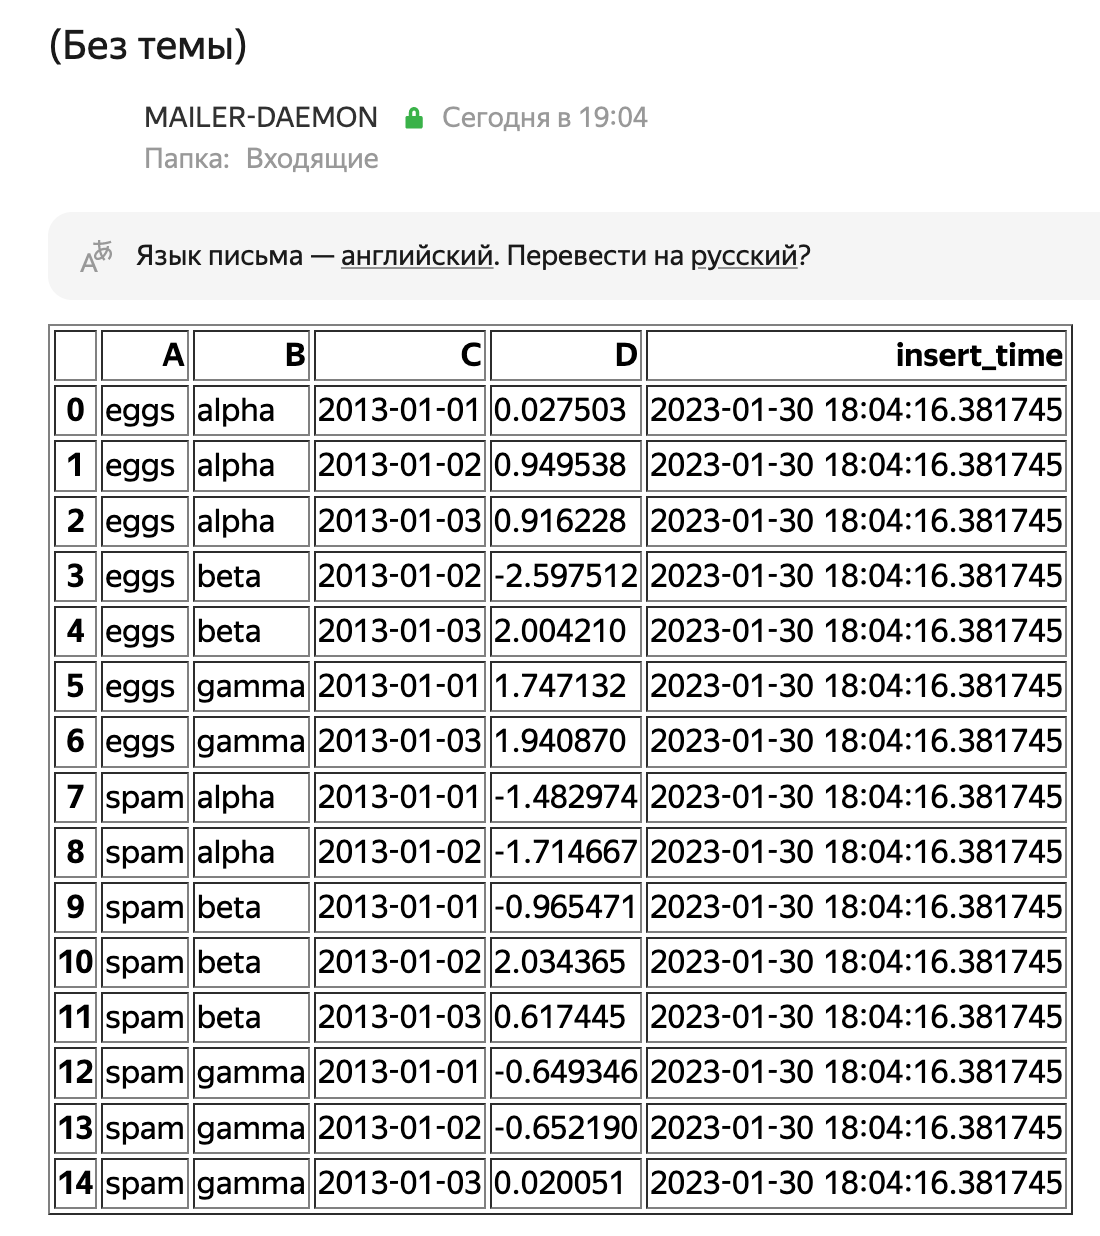 (Без темы)
MAILER-DAEMON Сегодня в 19:04
Папка: Входящие
Язык письма — английский. Перевести на русский?
A B C D insert_time
0 eggs alpha 2013-01-01 0.027503 2023-01-30 18:04:16.381745
1 eggs alpha 2013-01-02 0.949538 2023-01-30 18:04:16.381745
2 eggs alpha 2013-01-03 0.916228 2023-01-30 18:04:16.381745
3 eggs beta 2013-01-02 -2.597512 2023-01-30 18:04:16.381745
4 eggs beta 2013-01-03 2.004210 2023-01-30 18:04:16.381745
5 eggs gamma 2013-01-01 1.747132 2023-01-30 18:04:16.381745
6 eggs gamma 2013-01-03 1.940870 2023-01-30 18:04:16.381745
7 spam alpha 2013-01-01 -1.482974 2023-01-30 18:04:16.381745
8 spam alpha 2013-01-02 -1.714667 2023-01-30 18:04:16.381745
9 spam beta 2013-01-01 -0.965471 2023-01-30 18:04:16.381745
10 spam beta 2013-01-02 2.034365 2023-01-30 18:04:16.381745
11 spam beta 2013-01-03 0.617445 2023-01-30 18:04:16.381745
12 spam gamma 2013-01-01 -0.649346 2023-01-30 18:04:16.381745
13 spam gamma 2013-01-02 -0.652190 2023-01-30 18:04:16.381745
14 spam gamma 2013-01-03 0.020051 2023-01-30 18:04:16.381745